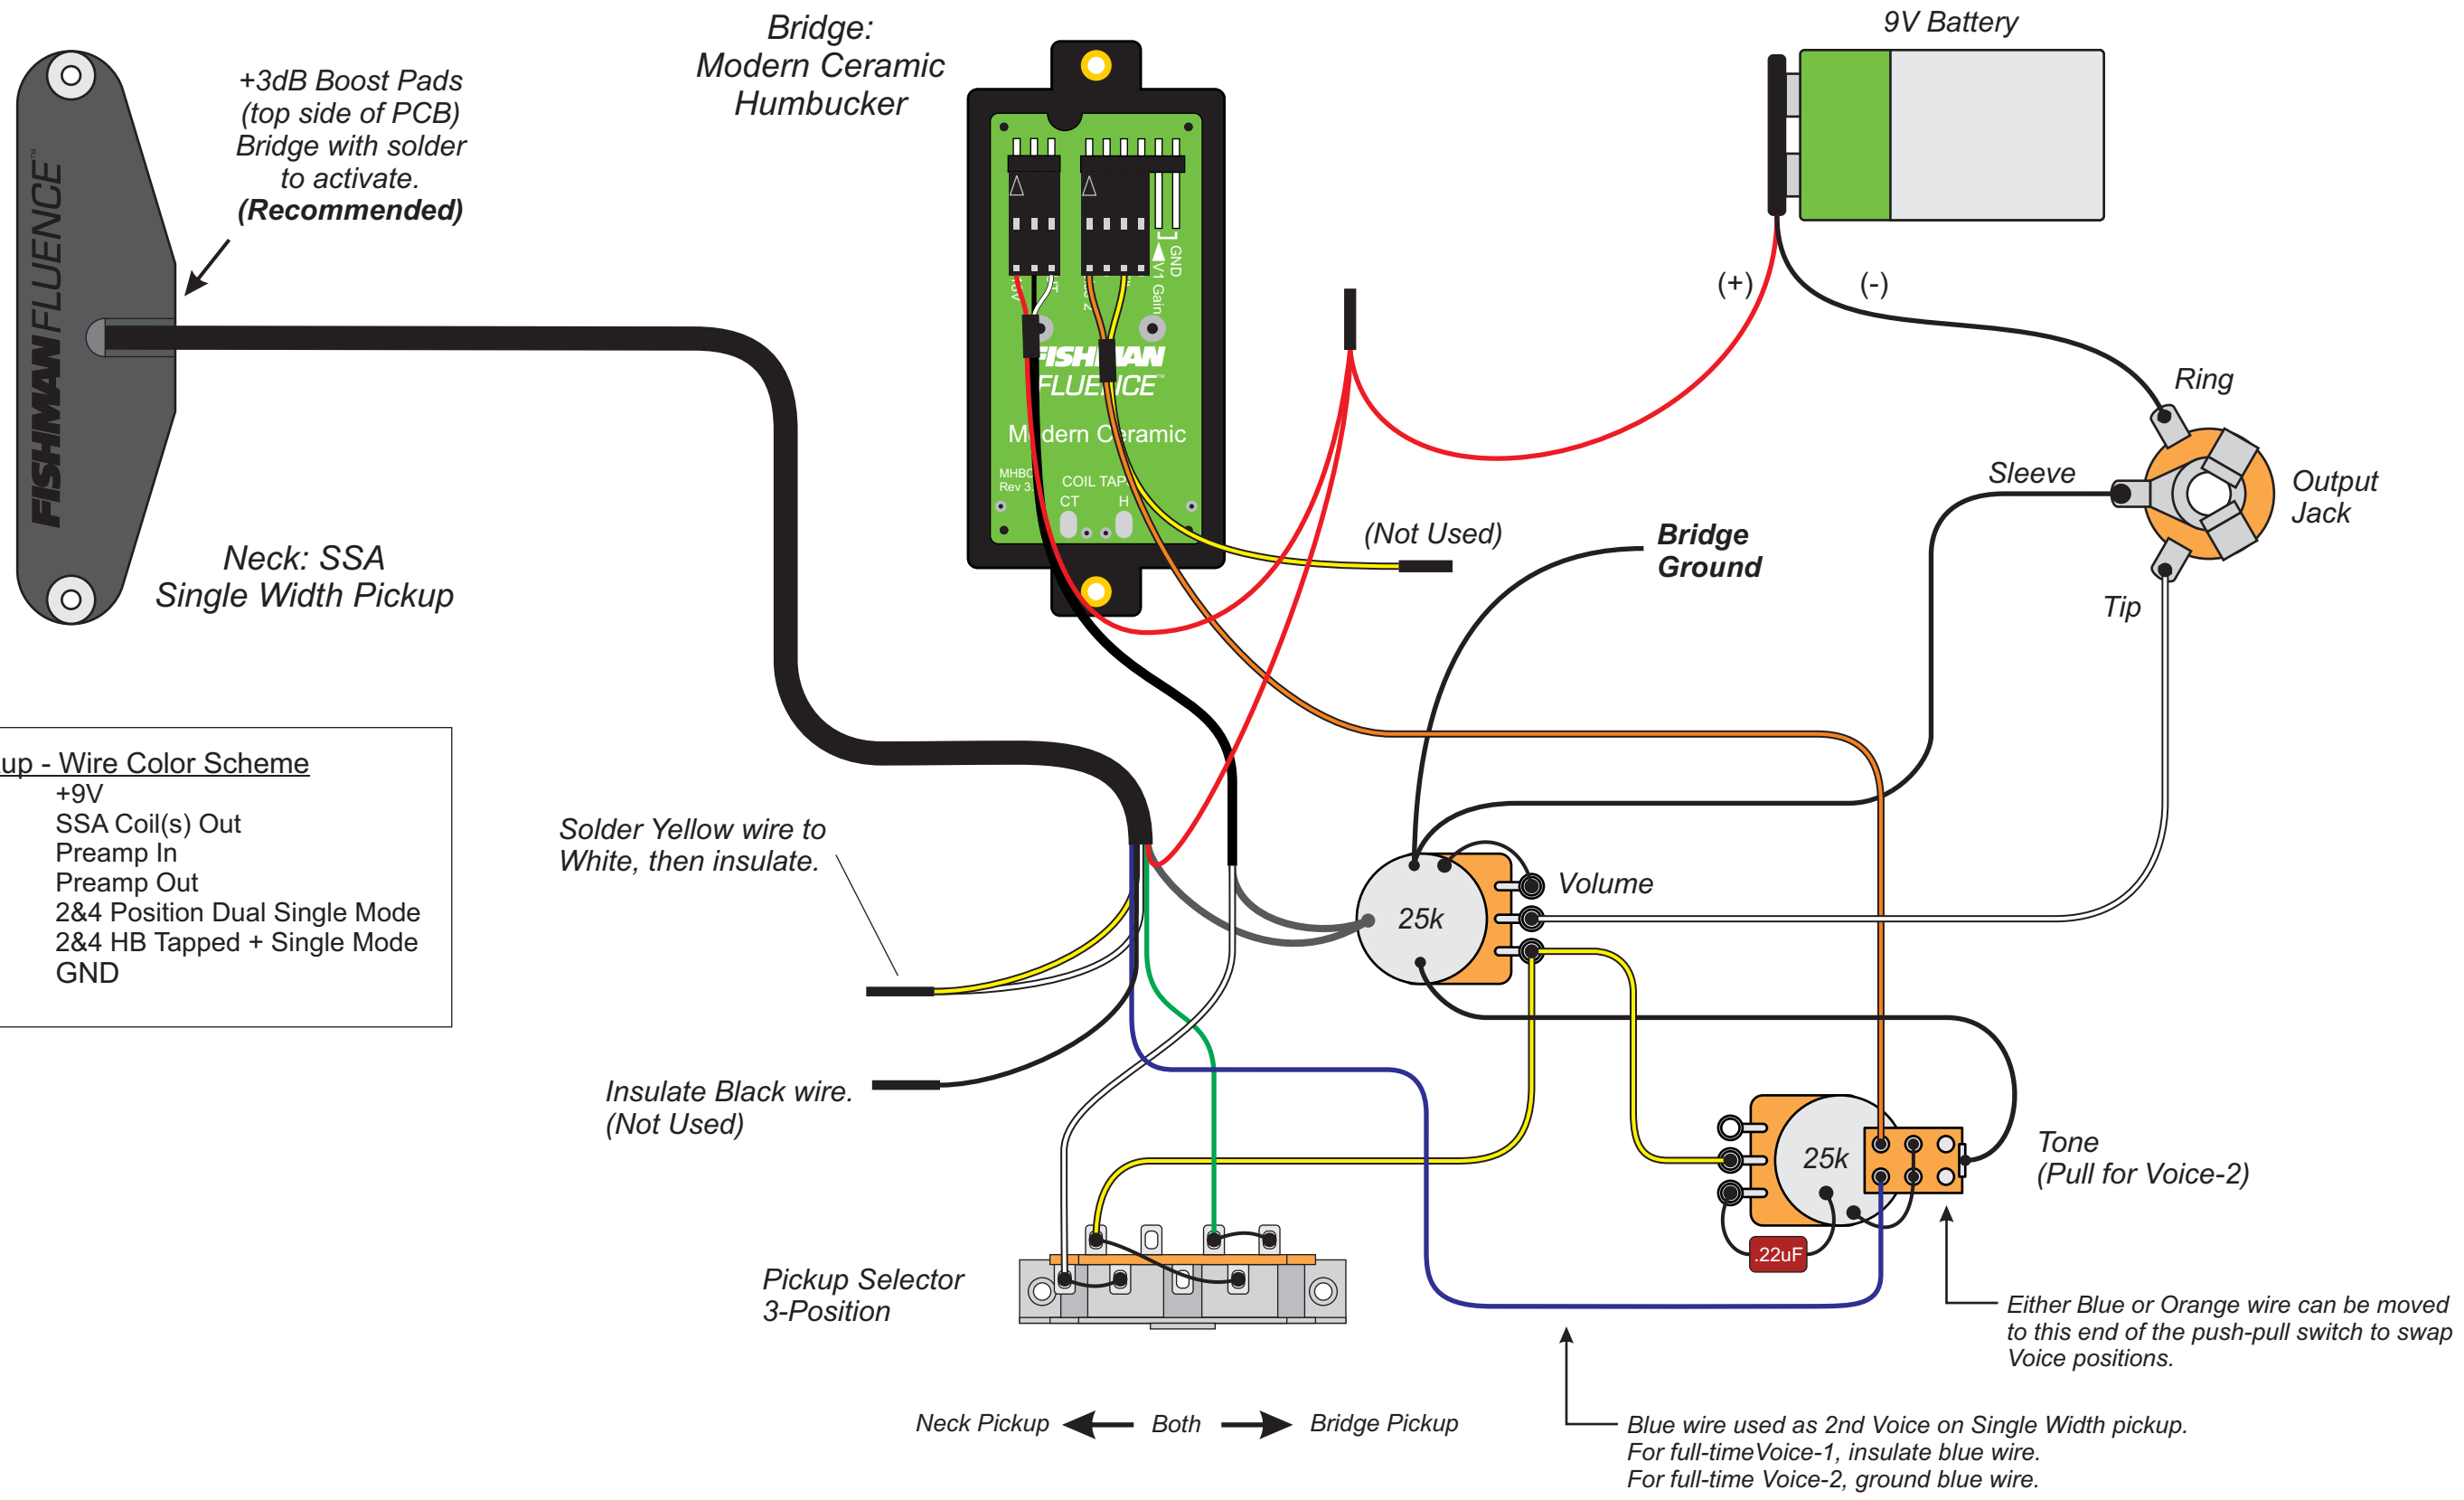 Bridge:
Modern Ceramic
Humbucker
9V Battery
+3dB Boost Pads
(top side of PCB)
Bridge with solder
to activate.
(Recommended)
FISHMAN FLUENCE™
GND
V1 Gain
(+)
(-)
FLUENCE™
Modern Ceramic
Rev 3.
COIL TAP
CT
H
Ring
Sleeve
Output
Jack
Tip
(Not Used)
Bridge
Ground
Neck: SSA
Single Width Pickup
up - Wire Color Scheme
+9V
SSA Coil(s) Out
Preamp In
Preamp Out
2&4 Position Dual Single Mode
2&4 HB Tapped + Single Mode
GND
Solder Yellow wire to
White, then insulate.
Volume
25k
Insulate Black wire.
(Not Used)
25k
Tone
(Pull for Voice-2)
.22uF
Pickup Selector
3-Position
Either Blue or Orange wire can be moved
to this end of the push-pull switch to swap
Voice positions.
Neck Pickup
Both
Bridge Pickup
Blue wire used as 2nd Voice on Single Width pickup.
For full-timeVoice-1, insulate blue wire.
For full-time Voice-2, ground blue wire.